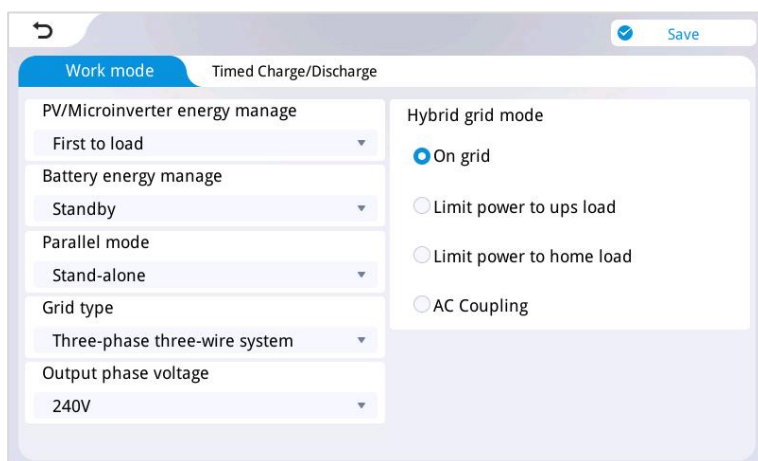 Save
Work mode
Timed Charge/Discharge
PV/Microinverter energy manage
First to load
Battery energy manage
Standby
Parallel mode
Stand-alone
Grid type
Three-phase three-wire system
Output phase voltage
240V
Hybrid grid mode
On grid
Limit power to ups load
Limit power to home load
AC Coupling